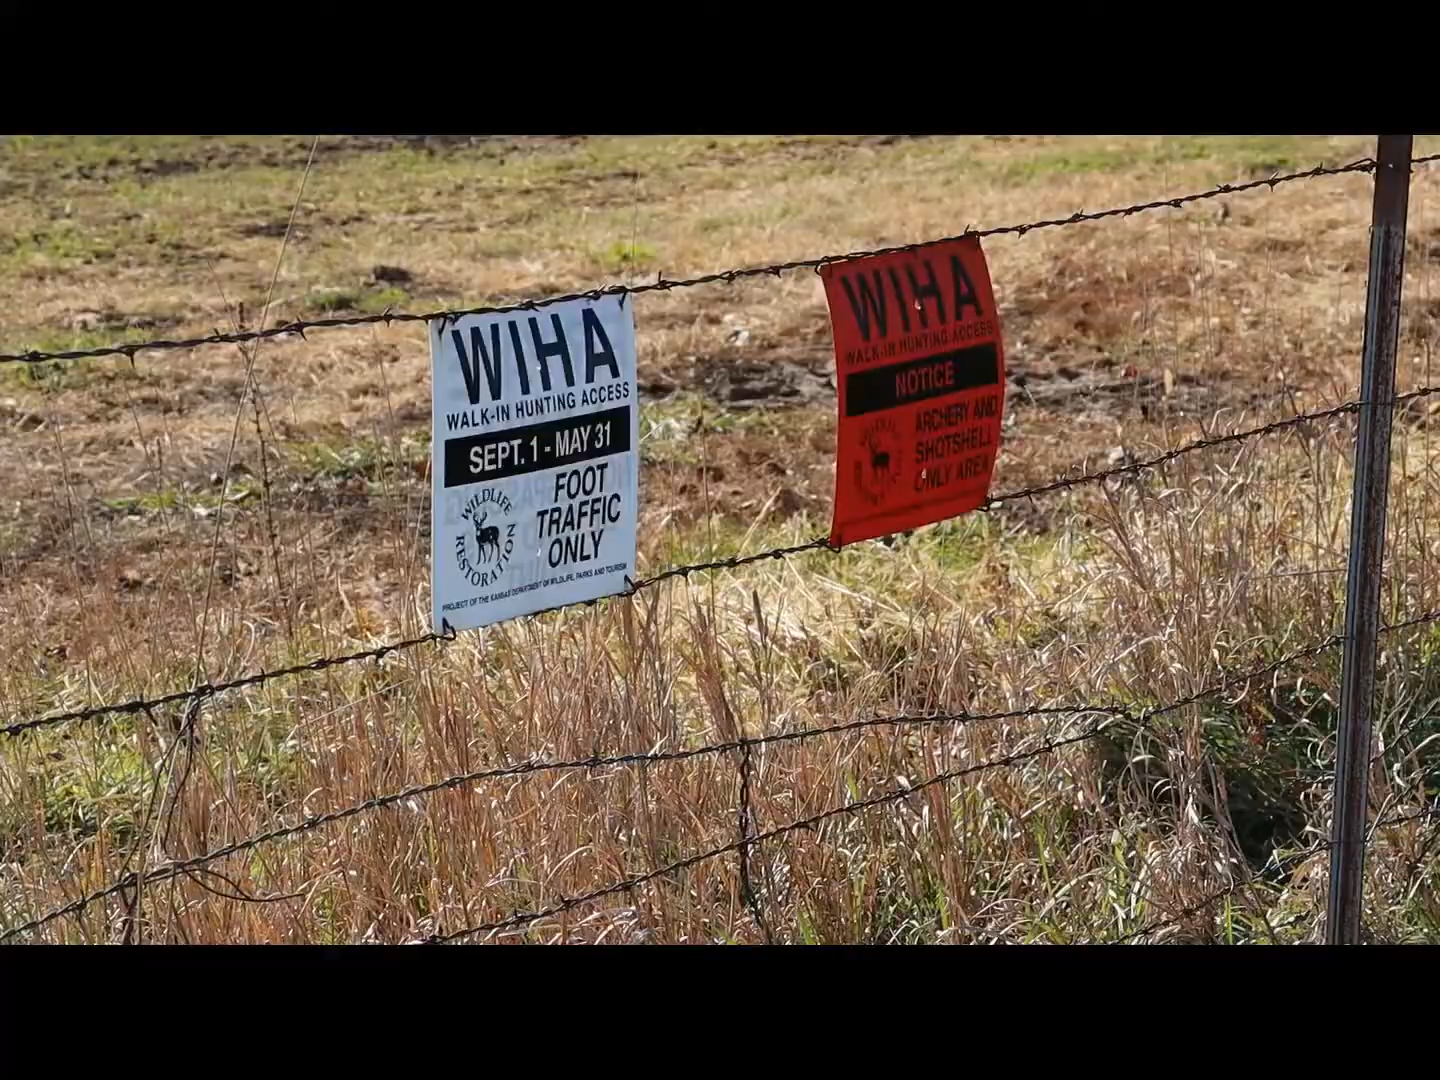 WIHA
WALK-IN HUNTING ACCESS
SEPT. 1 - MAY 31
WILDLIFE
RESTORATION
FOOT
TRAFFIC
ONLY
PROJECT OF THE KANSAS DEPARTMENT OF WILDLIFE, PARKS AND TOURISM
WIHA
WALK-IN HUNTING ACCESS
NOTICE
ARCHERY AND
SHOTSHELL
ONLY AREA